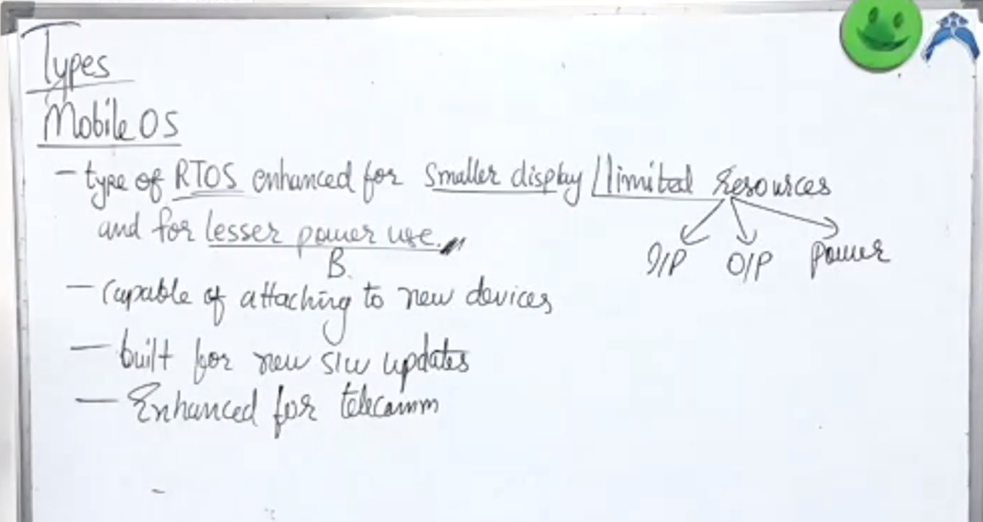 Types
Mobile OS
- type of RTOS enhanced for smaller display / limited resources
and for lesser power use.
I/P O/P power
B.
- capable of attaching to new devices
- built for new s/w updates
- Enhanced for telecomm
-